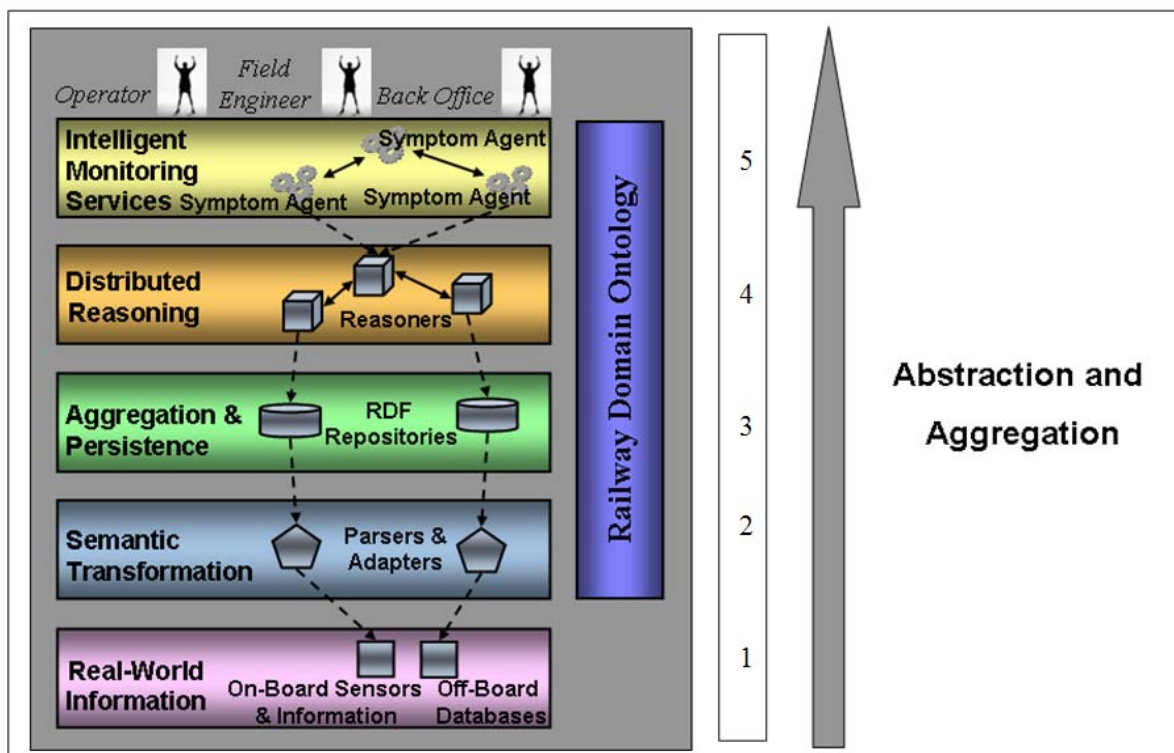 Operator
Field
Engineer
Back Office
Intelligent
Monitoring
Services
Symptom Agent
Symptom Agent
Symptom Agent
Distributed
Reasoning
Reasoners
Aggregation &
Persistence
RDF
Repositories
Semantic
Transformation
Parsers &
Adapters
Real-World
Information
On-Board Sensors
& Information
Off-Board
Databases
Railway Domain Ontology
5
4
3
2
1
Abstraction and
Aggregation